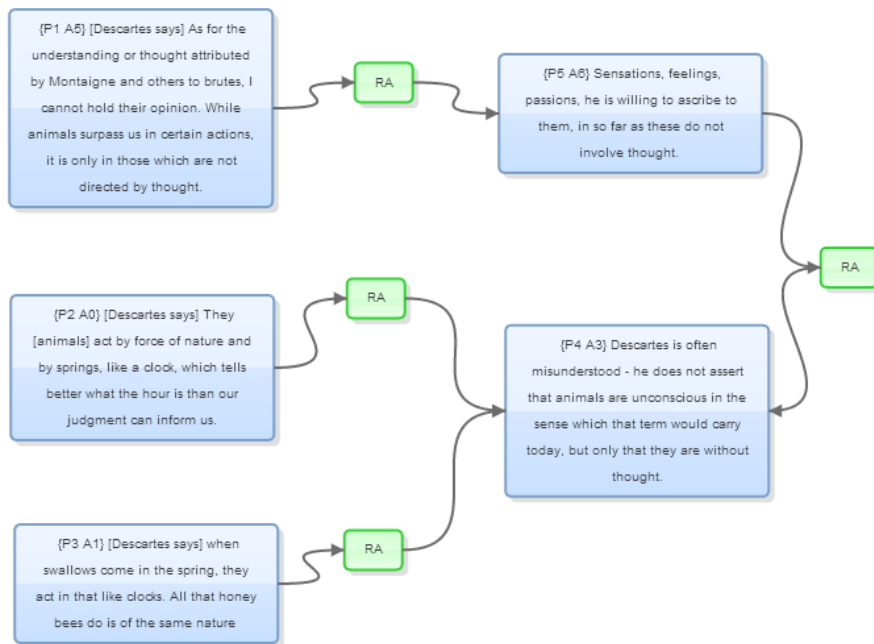 {P1 A5} [Descartes says] As for the
understanding or thought attributed
by Montaigne and others to brutes, I
cannot hold their opinion. While
animals surpass us in certain actions,
it is only in those which are not
directed by thought.
RA
{P5 A6} Sensations, feelings,
passions, he is willing to ascribe to
them, in so far as these do not
involve thought.
RA
{P2 A0} [Descartes says] They
[animals] act by force of nature and
by springs, like a clock, which tells
better what the hour is than our
judgment can inform us.
RA
{P4 A3} Descartes is often
misunderstood - he does not assert
that animals are unconscious in the
sense which that term would carry
today, but only that they are without
thought.
{P3 A1} [Descartes says] when
swallows come in the spring, they
act in that like clocks. All that honey
bees do is of the same nature
RA